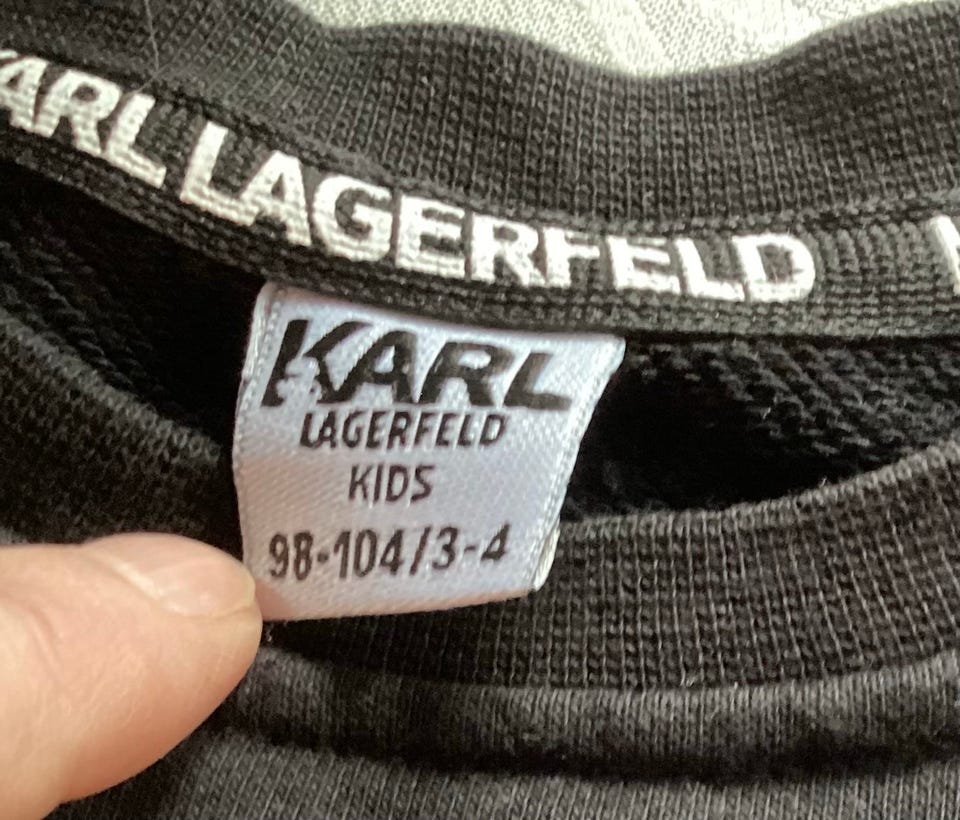 KARL LAGERFELD
KARL
LAGERFELD
KIDS
98-104/3-4